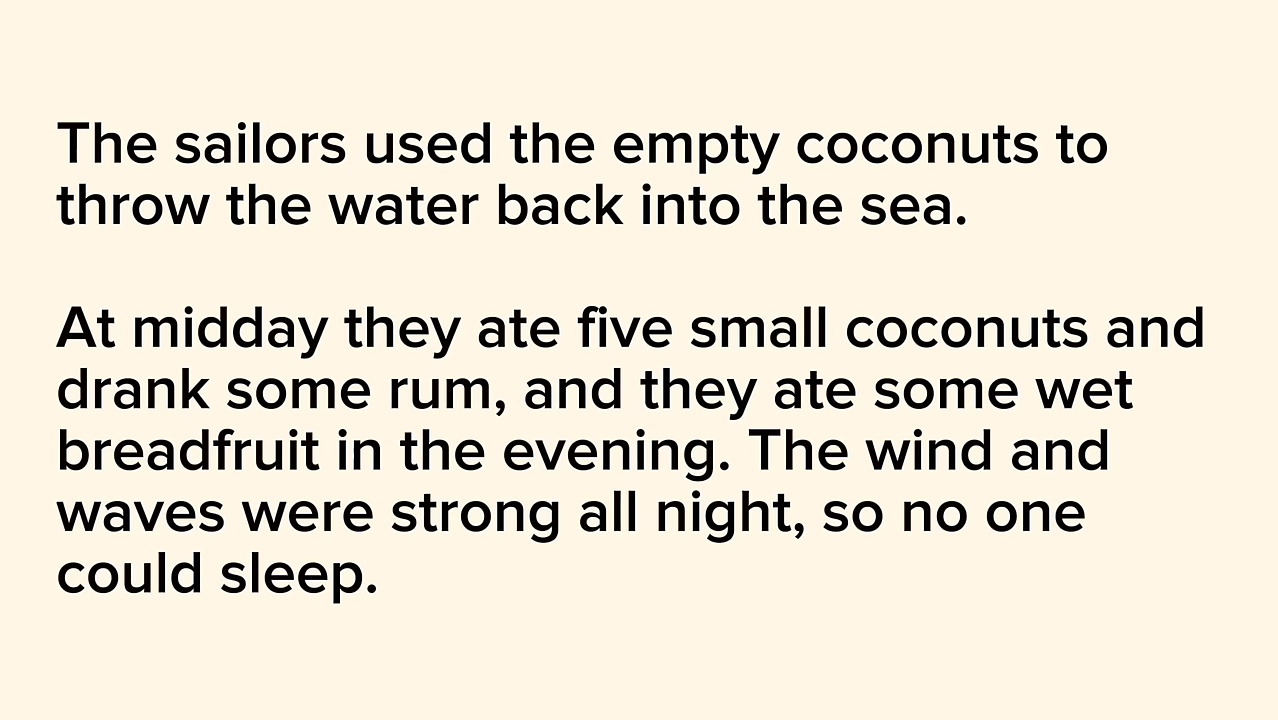 The sailors used the empty coconuts to
throw the water back into the sea.
At midday they ate five small coconuts and
drank some rum, and they ate some wet
breadfruit in the evening. The wind and
waves were strong all night, so no one
could sleep.